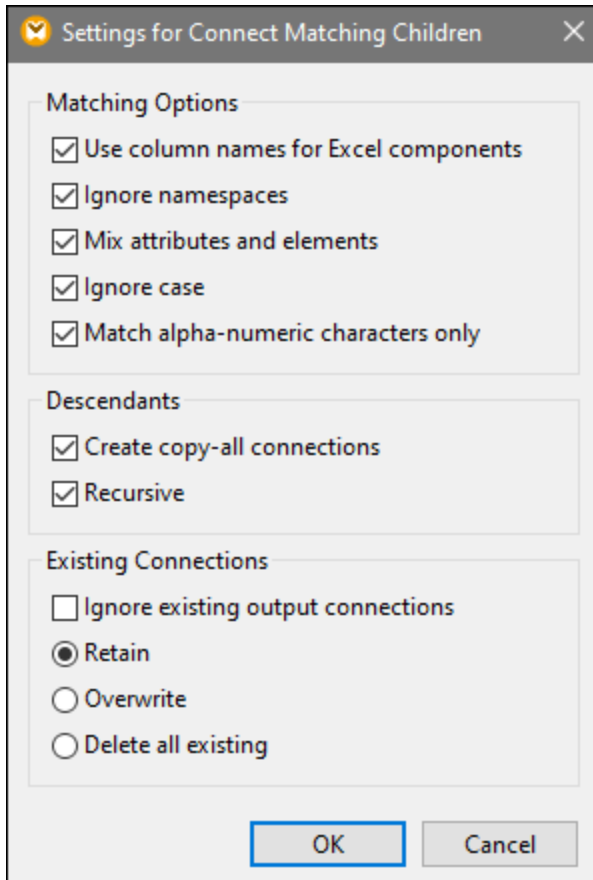 Settings for Connect Matching Children
Matching Options
Use column names for Excel components
Ignore namespaces
Mix attributes and elements
Ignore case
Match alpha-numeric characters only
Descendants
Create copy-all connections
Recursive
Existing Connections
Ignore existing output connections
Retain
Overwrite
Delete all existing
OK Cancel